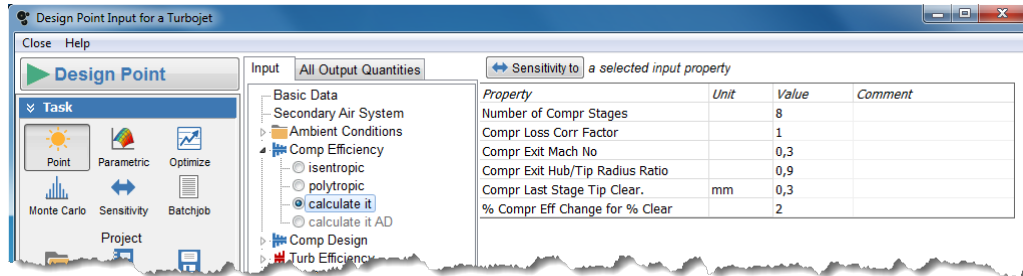 Design Point Input for a Turbojet
Close Help
Design Point
Task
Point Parametric Optimize
Monte Carlo Sensitivity Batchjob
Project
Input All Output Quantities
Basic Data
Secondary Air System
Ambient Conditions
Comp Efficiency
isentropic
polytropic
calculate it
calculate it AD
Comp Design
Turb Efficiency
Sensitivity to a selected input property
Property Unit Value Comment
Number of Compr Stages 8
Compr Loss Corr Factor 1
Compr Exit Mach No 0,3
Compr Exit Hub/Tip Radius Ratio 0,9
Compr Last Stage Tip Clear. mm 0,3
% Compr Eff Change for % Clear 2